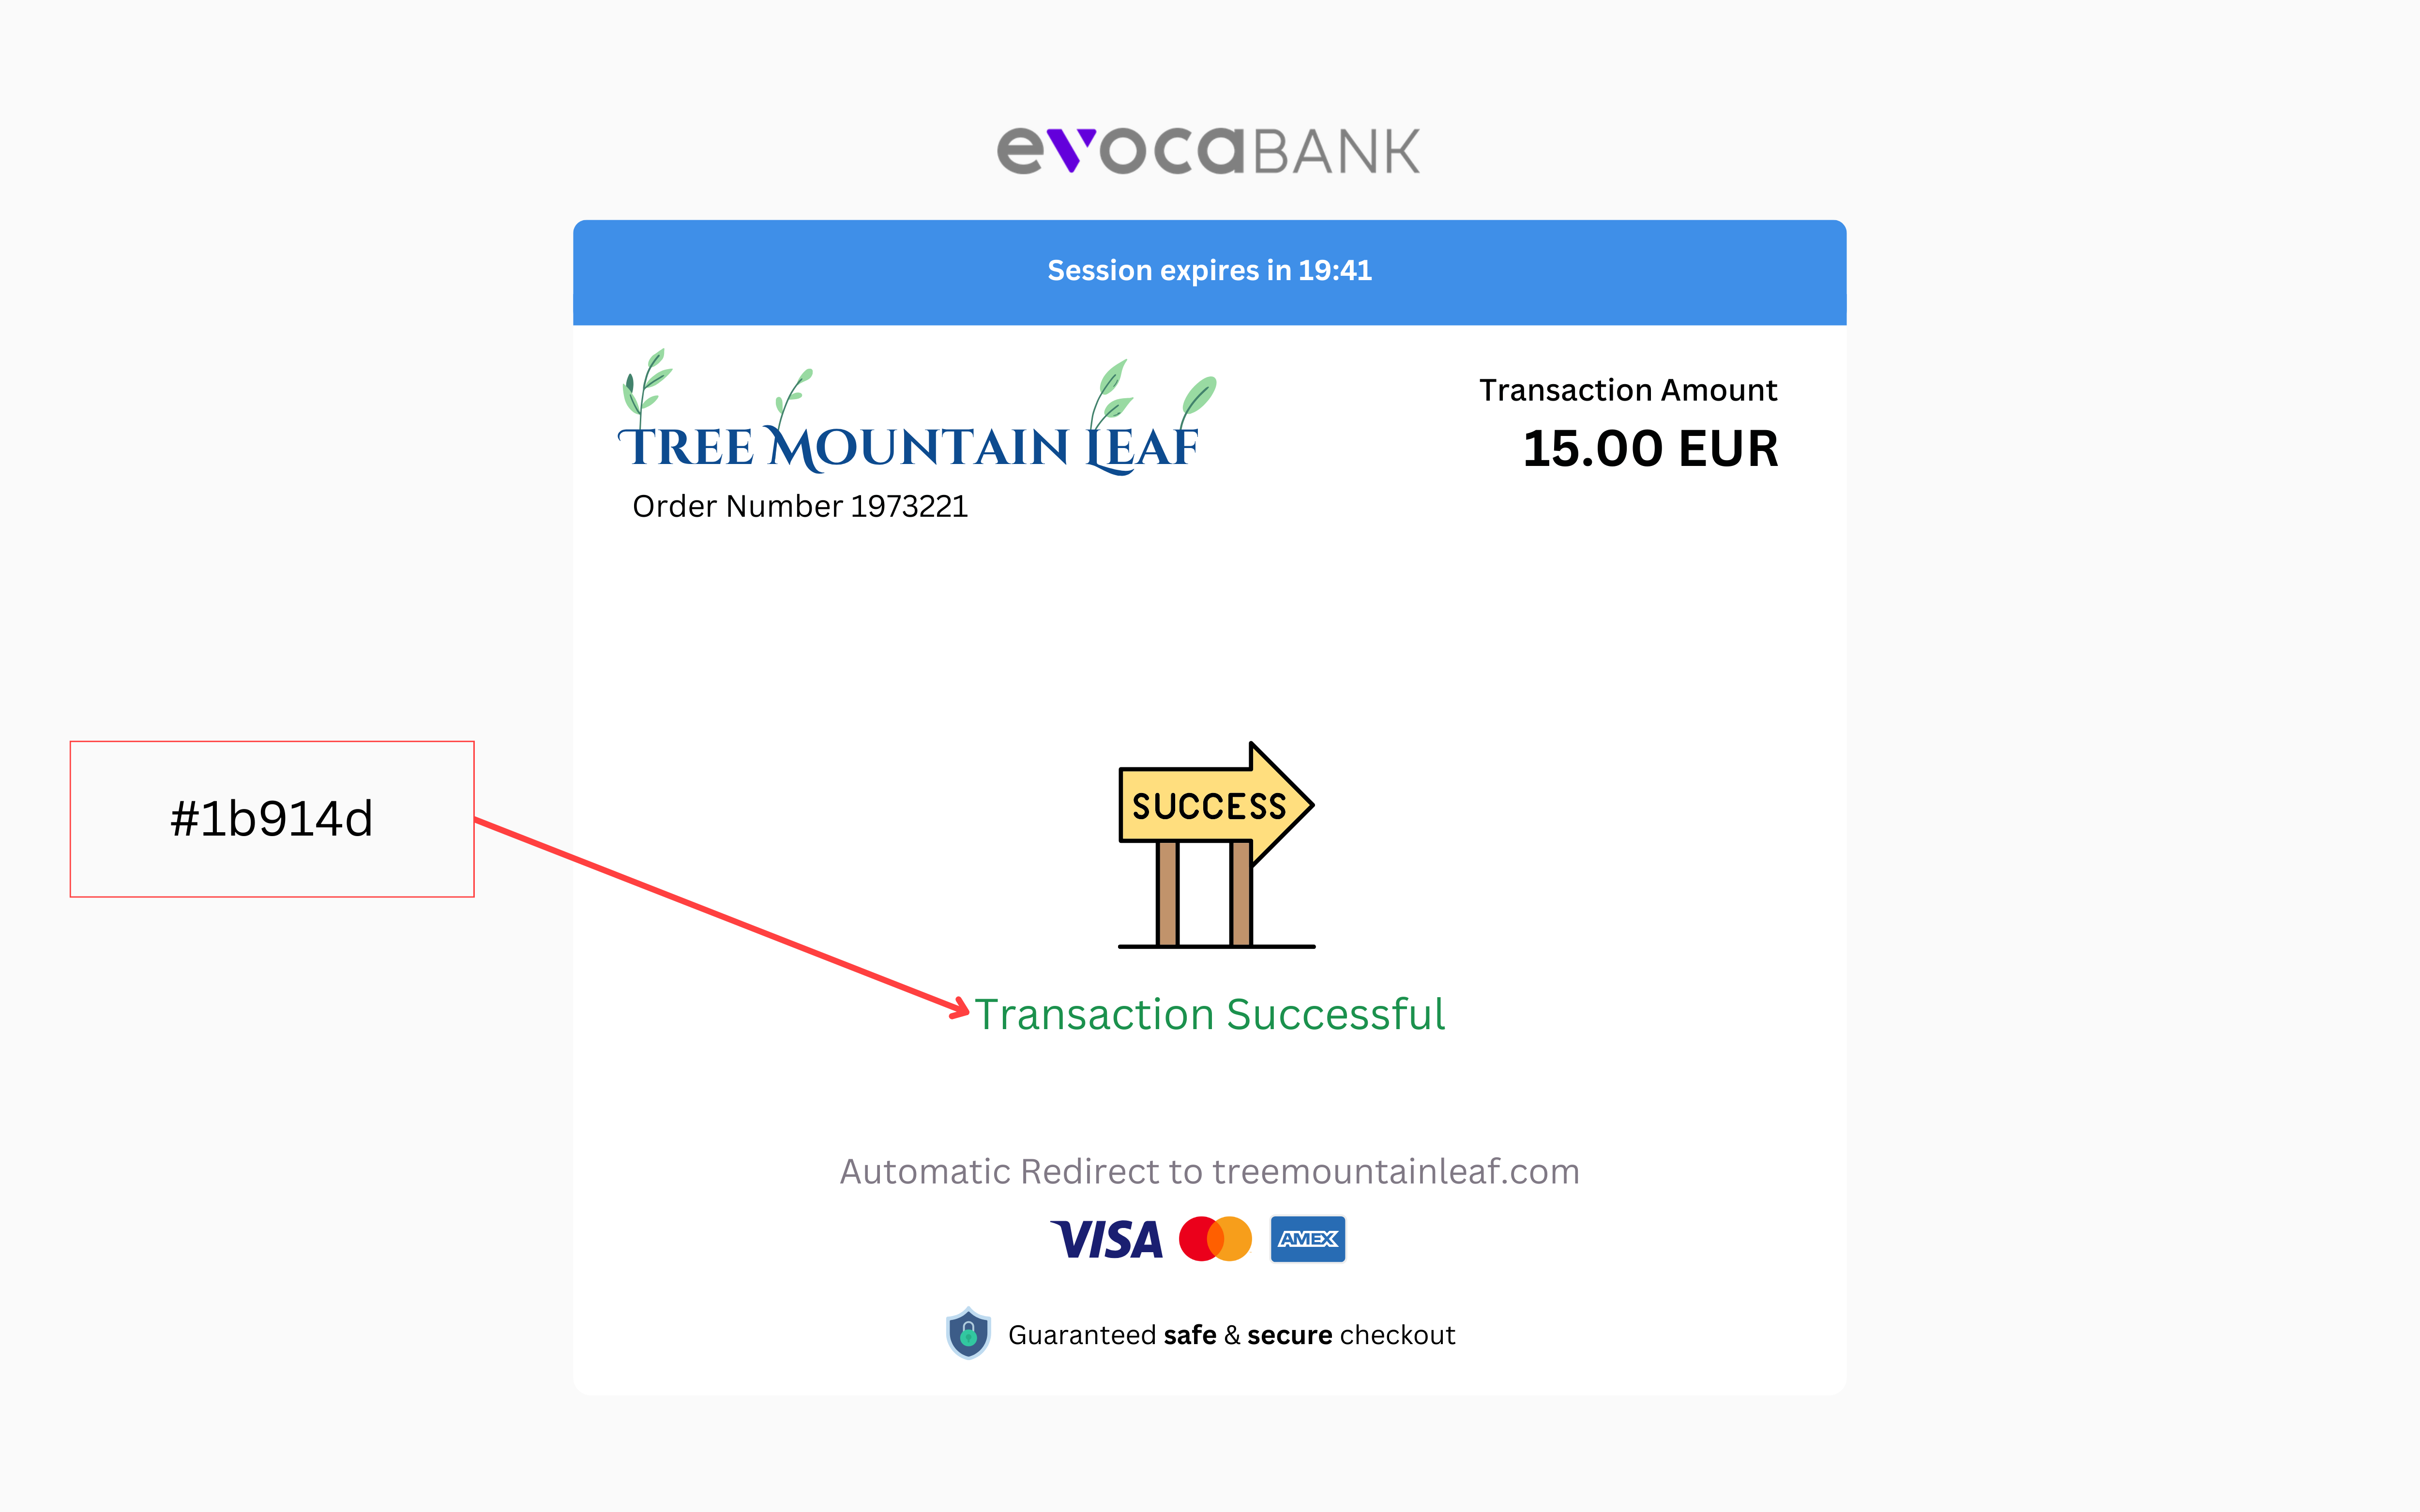 evocaBANK
Session expires in 19:41
TREE MOUNTAIN LEAF
Transaction Amount
15.00 EUR
Order Number 1973221
SUCCESS
#1b914d
Transaction Successful
Automatic Redirect to treemountainleaf.com
VISA AMEX
Guaranteed safe & secure checkout